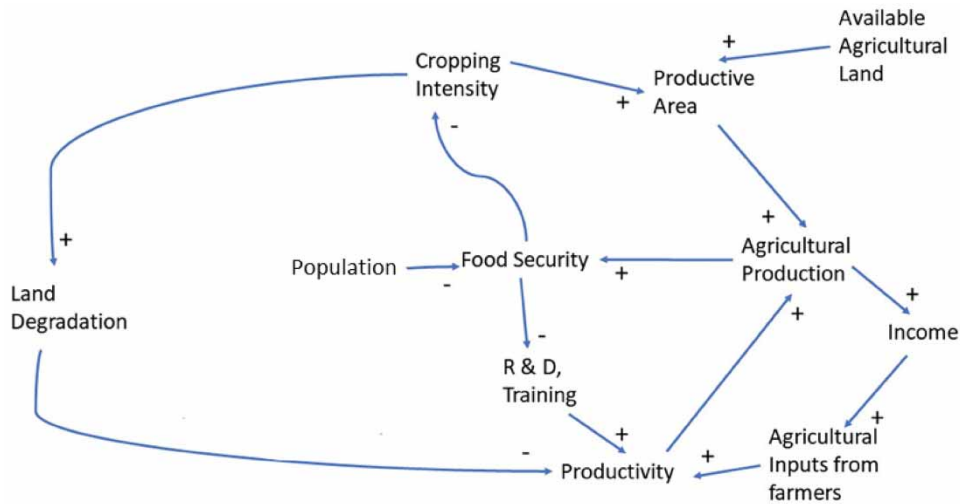 Available
Agricultural
Land
+
Cropping
Intensity
+
Productive
Area
-
+
+
Population
-
Food Security
+
Agricultural
Production
+
Land
Degradation
-
+
Income
R & D,
Training
+
+
-
Productivity
+
Agricultural
Inputs from
farmers